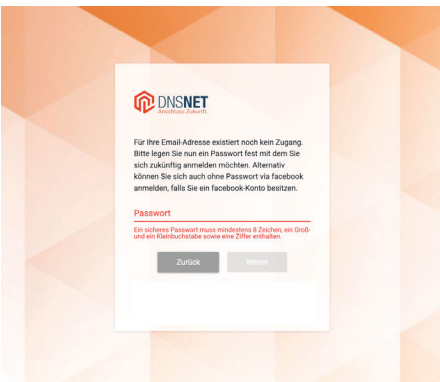 DNSNET
Anschluss. Zukunft.
Für Ihre Email-Adresse existiert noch kein Zugang.
Bitte legen Sie nun ein Passwort fest mit dem Sie
sich zukünftig anmelden möchten. Alternativ
können Sie sich auch ohne Passwort via facebook
anmelden, falls Sie ein facebook-Konto besitzen.
Passwort
Ein sicheres Passwort muss mindestens 8 Zeichen, ein Groß-
und ein Kleinbuchstabe sowie eine Ziffer enthalten.
Zurück Weiter